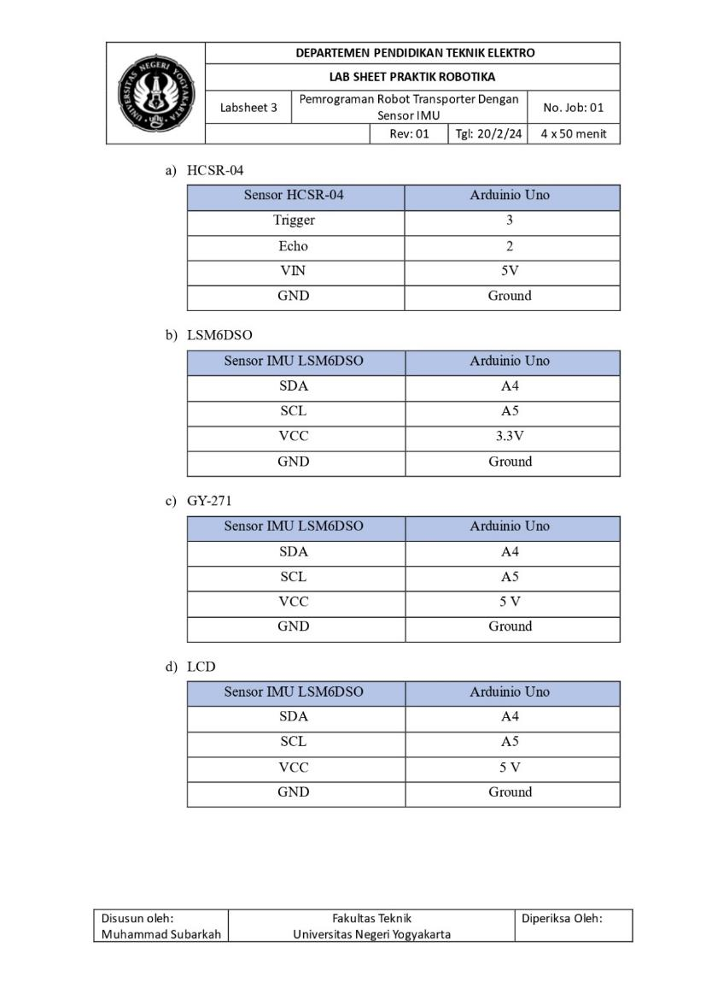 UNIVERSITAS NEGERI YOGYAKARTA
DEPARTEMEN PENDIDIKAN TEKNIK ELEKTRO
LAB SHEET PRAKTIK ROBOTIKA
Labsheet 3
Pemrograman Robot Transporter Dengan
Sensor IMU
No. Job: 01
Rev: 01
Tgl: 20/2/24
4 x 50 menit
a) HCSR-04
Sensor HCSR-04 Arduinio Uno
Trigger 3
Echo 2
VIN 5V
GND Ground
b) LSM6DSO
Sensor IMU LSM6DSO Arduinio Uno
SDA A4
SCL A5
VCC 3.3V
GND Ground
c) GY-271
Sensor IMU LSM6DSO Arduinio Uno
SDA A4
SCL A5
VCC 5 V
GND Ground
d) LCD
Sensor IMU LSM6DSO Arduinio Uno
SDA A4
SCL A5
VCC 5 V
GND Ground
Disusun oleh:
Muhammad Subarkah
Fakultas Teknik
Universitas Negeri Yogyakarta
Diperiksa Oleh: